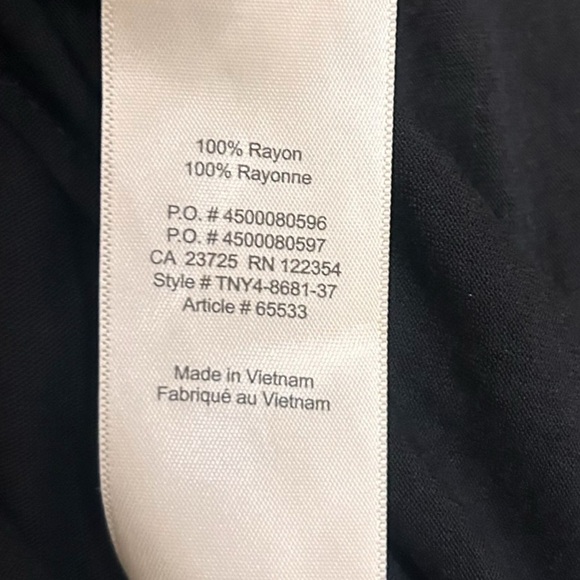 100% Rayon
100% Rayonne
P.O. # 4500080596
P.O. # 4500080597
CA 23725 RN 122354
Style # TNY4-8681-37
Article # 65533
Made in Vietnam
Fabriqué au Vietnam